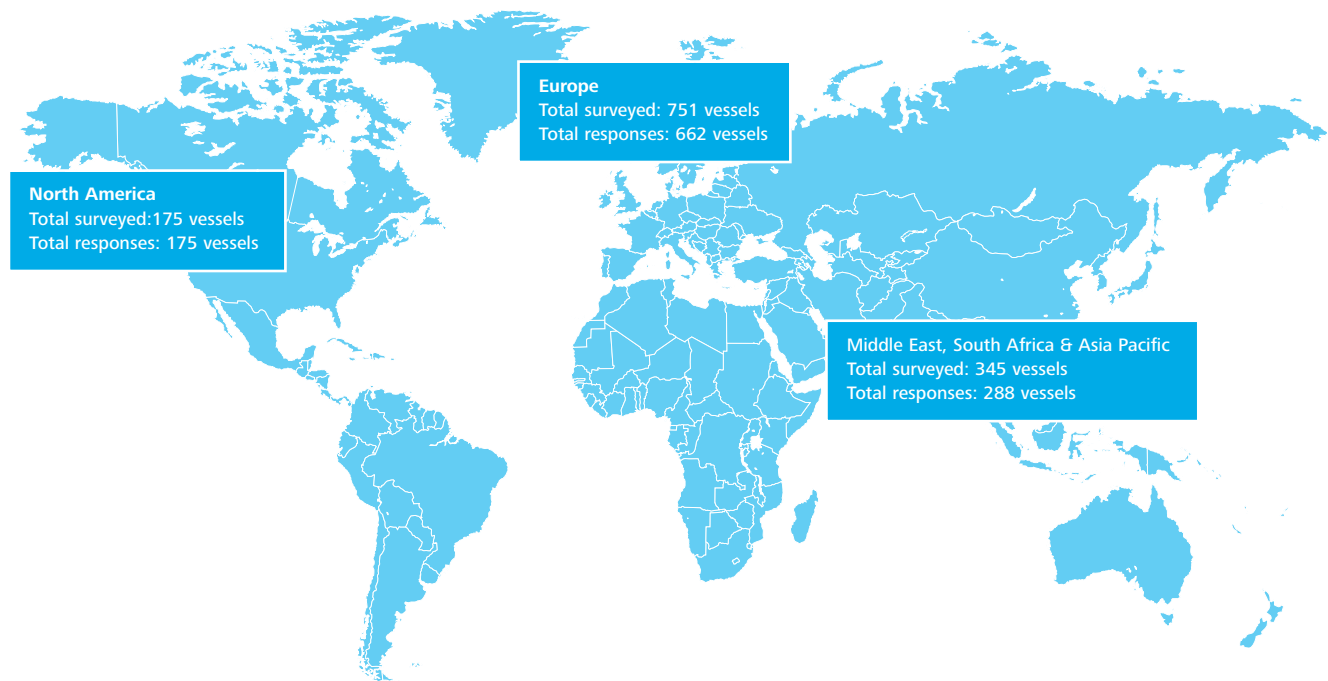 Europe
Total surveyed: 751 vessels
Total responses: 662 vessels
North America
Total surveyed:175 vessels
Total responses: 175 vessels
Middle East, South Africa & Asia Pacific
Total surveyed: 345 vessels
Total responses: 288 vessels